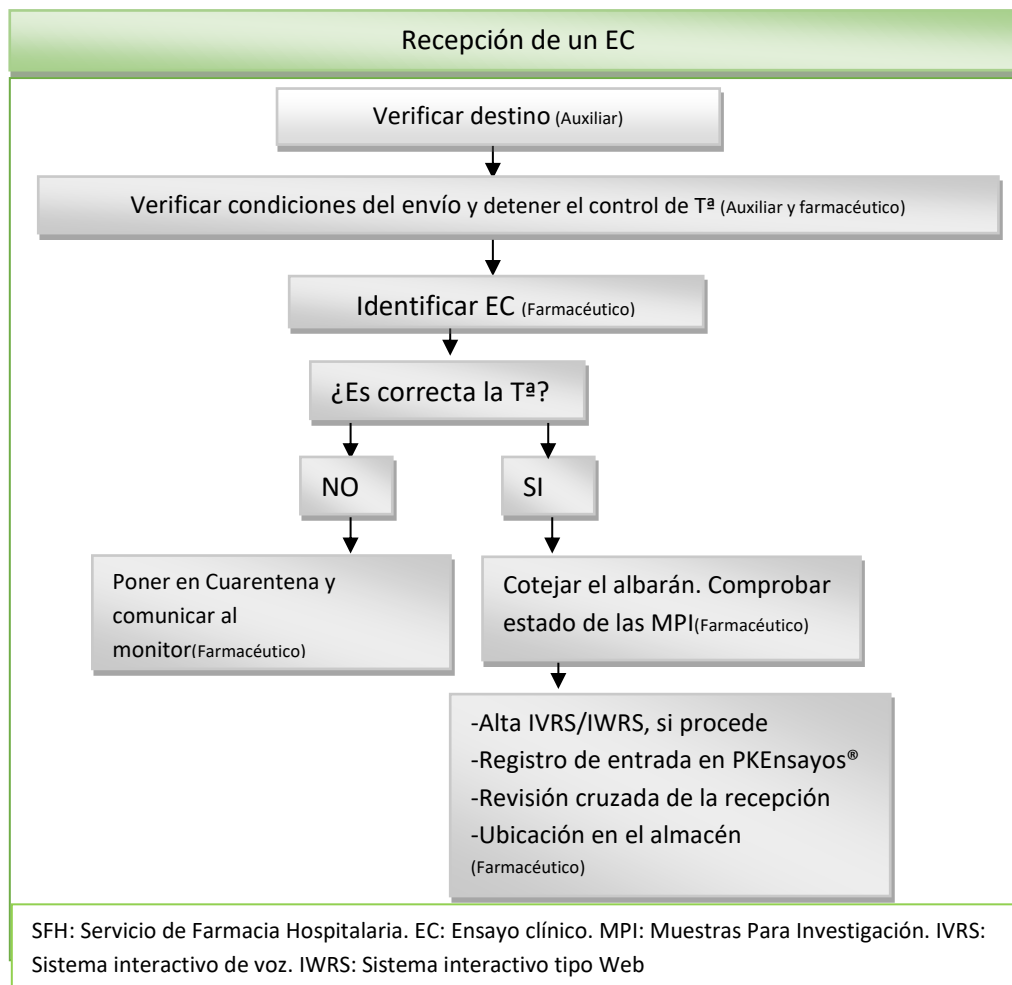 Recepción de un EC
Verificar destino (Auxiliar)
Verificar condiciones del envío y detener el control de Tª (Auxiliar y farmacéutico)
Identificar EC (Farmacéutico)
¿Es correcta la Tª?
NO
SI
Poner en Cuarentena y
comunicar al
monitor(Farmacéutico)
Cotejar el albarán. Comprobar
estado de las MPI(Farmacéutico)
-Alta IVRS/IWRS, si procede
-Registro de entrada en PKEnsayos®
-Revisión cruzada de la recepción
-Ubicación en el almacén
(Farmacéutico)
SFH: Servicio de Farmacia Hospitalaria. EC: Ensayo clínico. MPI: Muestras Para Investigación. IVRS:
Sistema interactivo de voz. IWRS: Sistema interactivo tipo Web